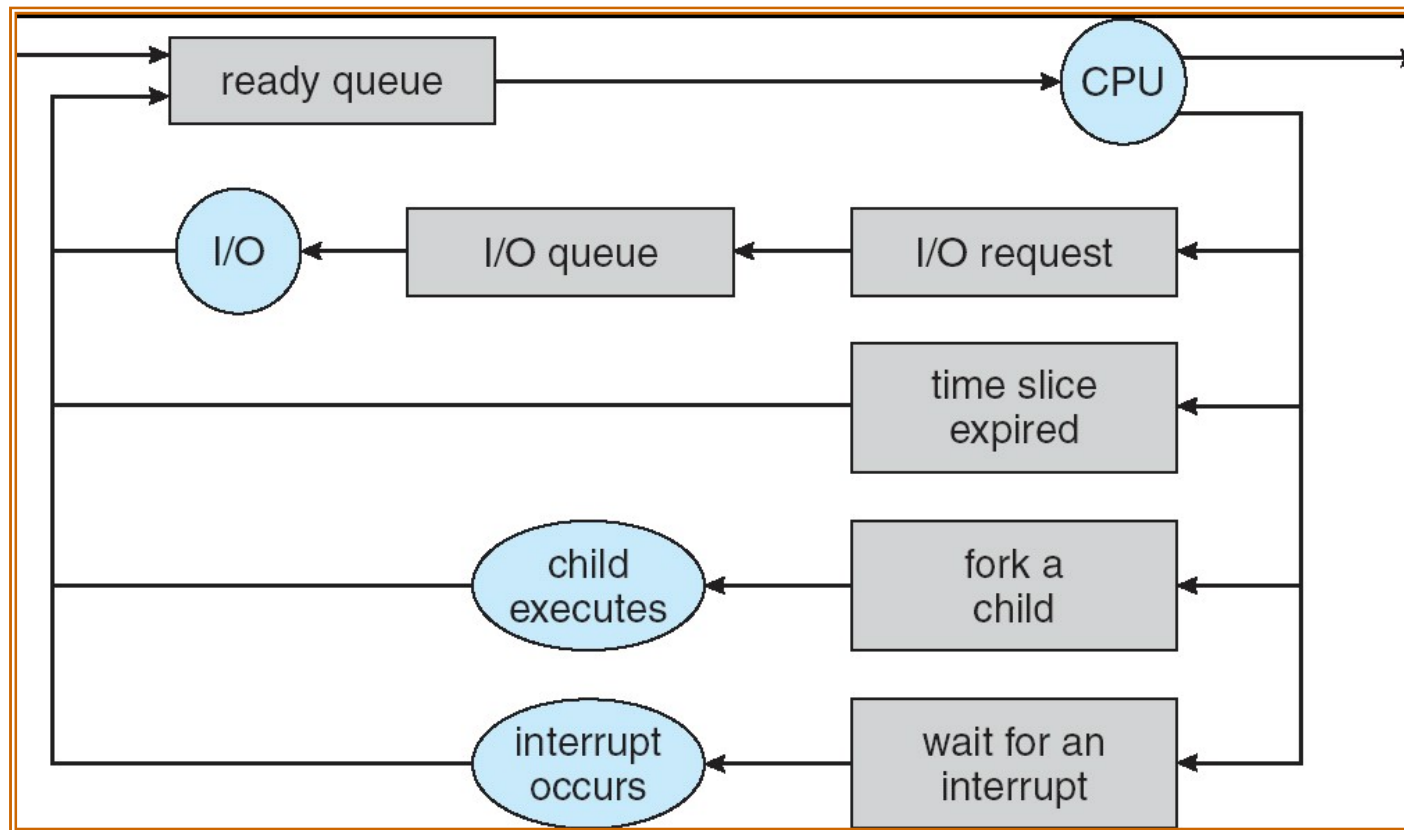 ready queue
CPU
I/O
I/O queue
I/O request
time slice
expired
child
executes
fork a
child
interrupt
occurs
wait for an
interrupt